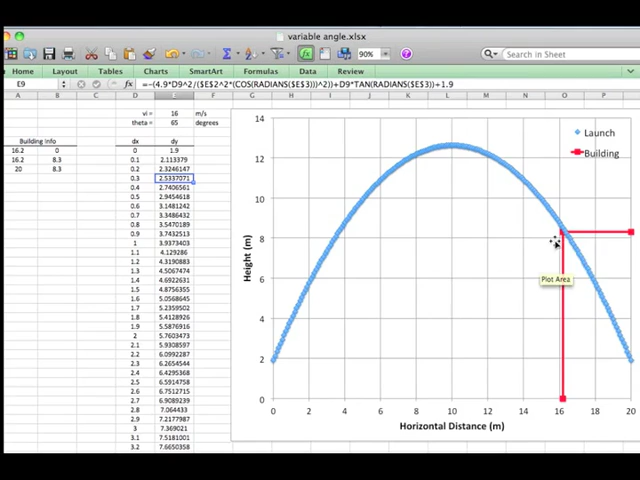 variable angle.xlsx
90%
Search in Sheet
Home Layout Tables Charts SmartArt Formulas Data Review
E9 fx =-(4.9*D9^2/($E$2^2*(COS(RADIANS($E$3)))^2))+D9*TAN(RADIANS($E$3))+1.9
A B C D E F G H I J K L M N O P
vi = 16 m/s
theta = 65 degrees
Building Info dx dy
16.2 0 0 1.9
16.2 8.3 0.1 2.113379
20 8.3 0.2 2.3246147
0.3 2.5337071
0.4 2.7406561
0.5 2.9454618
0.6 3.1481242
0.7 3.3486432
0.8 3.5470189
0.9 3.7432513
1 3.9373403
1.1 4.129286
1.2 4.3190883
1.3 4.5067474
1.4 4.6922631
1.5 4.8756355
1.6 5.0568645
1.7 5.2359502
1.8 5.4128926
1.9 5.5876916
2 5.7603473
2.1 5.9308597
2.2 6.0992287
2.3 6.2654544
2.4 6.4295368
2.5 6.5914758
2.6 6.7512715
2.7 6.9089239
2.8 7.064433
2.9 7.2177987
3 7.369021
3.1 7.5181001
3.2 7.6650358
14
12
10
8
6
4
2
0
Height (m)
Launch
Building
Plot Area
0 2 4 6 8 10 12 14 16 18 20
Horizontal Distance (m)